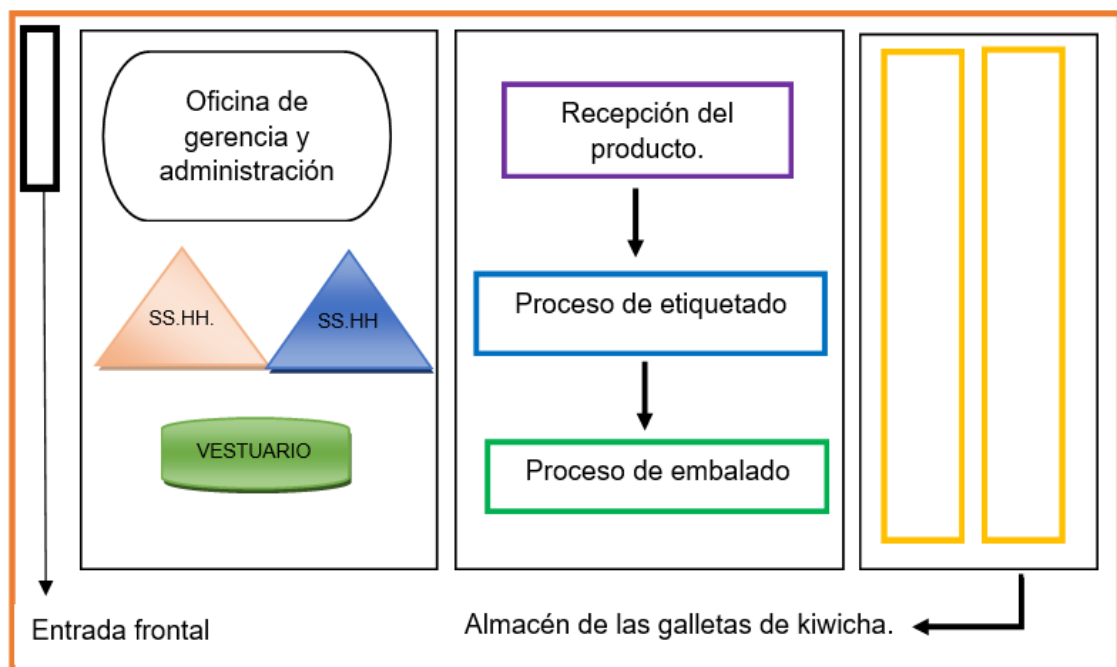 Oficina de
gerencia y
administración
SS.HH.
SS.HH
VESTUARIO
Recepción del
producto.
Proceso de etiquetado
Proceso de embalado
Entrada frontal
Almacén de las galletas de kiwicha.